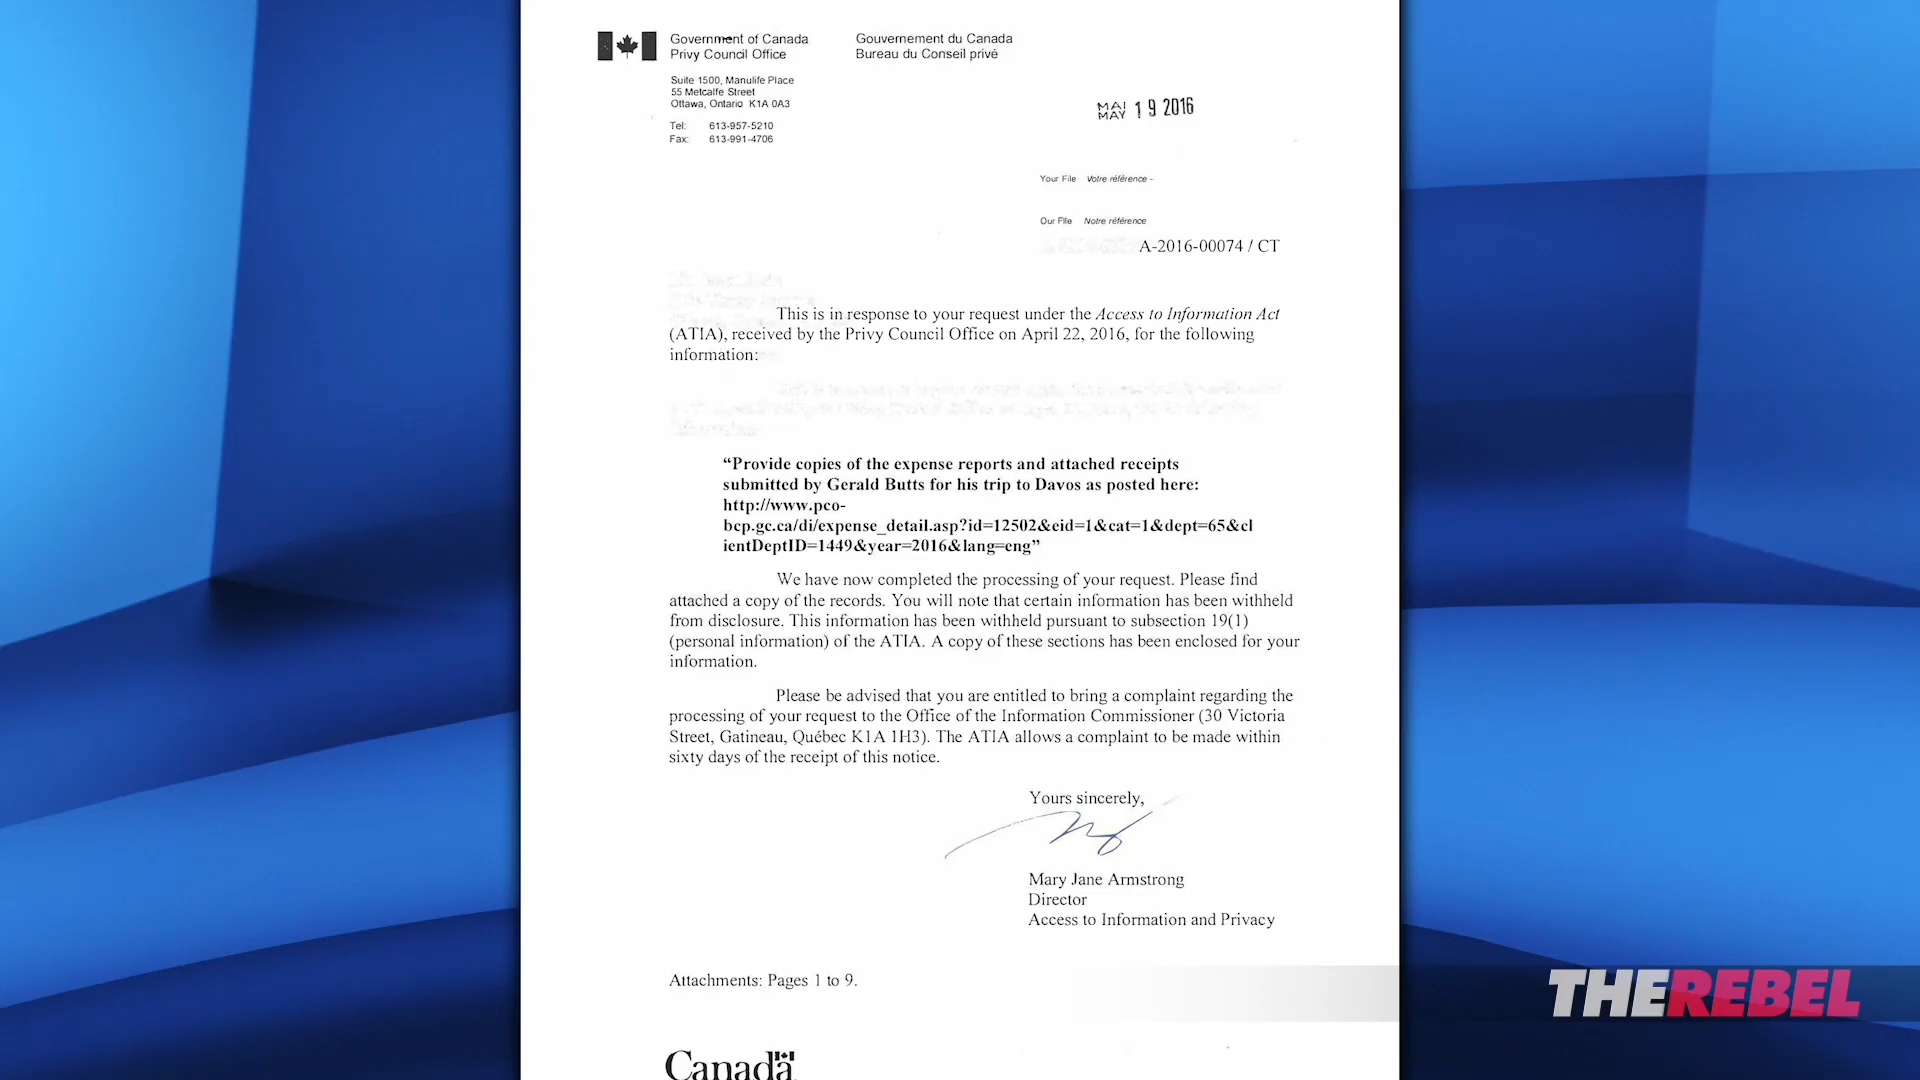 Government of Canada
Privy Council Office
Gouvernement du Canada
Bureau du Conseil privé
Suite 1500, Manulife Place
55 Metcalfe Street
Ottawa, Ontario K1A 0A3
Tel: 613-957-5210
Fax: 613-991-4706
MAI
MAY 19 2016
Your File Votre référence -
Our File Notre référence
A-2016-00074 / CT
This is in response to your request under the Access to Information Act
(ATIA), received by the Privy Council Office on April 22, 2016, for the following
information:
“Provide copies of the expense reports and attached receipts
submitted by Gerald Butts for his trip to Davos as posted here:
http://www.pco-
bcp.gc.ca/di/expense_detail.asp?id=12502&eid=1&cat=1&dept=65&cl
ientDeptID=1449&year=2016&lang=eng”
We have now completed the processing of your request. Please find
attached a copy of the records. You will note that certain information has been withheld
from disclosure. This information has been withheld pursuant to subsection 19(1)
(personal information) of the ATIA. A copy of these sections has been enclosed for your
information.
Please be advised that you are entitled to bring a complaint regarding the
processing of your request to the Office of the Information Commissioner (30 Victoria
Street, Gatineau, Québec K1A 1H3). The ATIA allows a complaint to be made within
sixty days of the receipt of this notice.
Yours sincerely,
Mary Jane Armstrong
Director
Access to Information and Privacy
Attachments: Pages 1 to 9.
THEREBEL
Canada